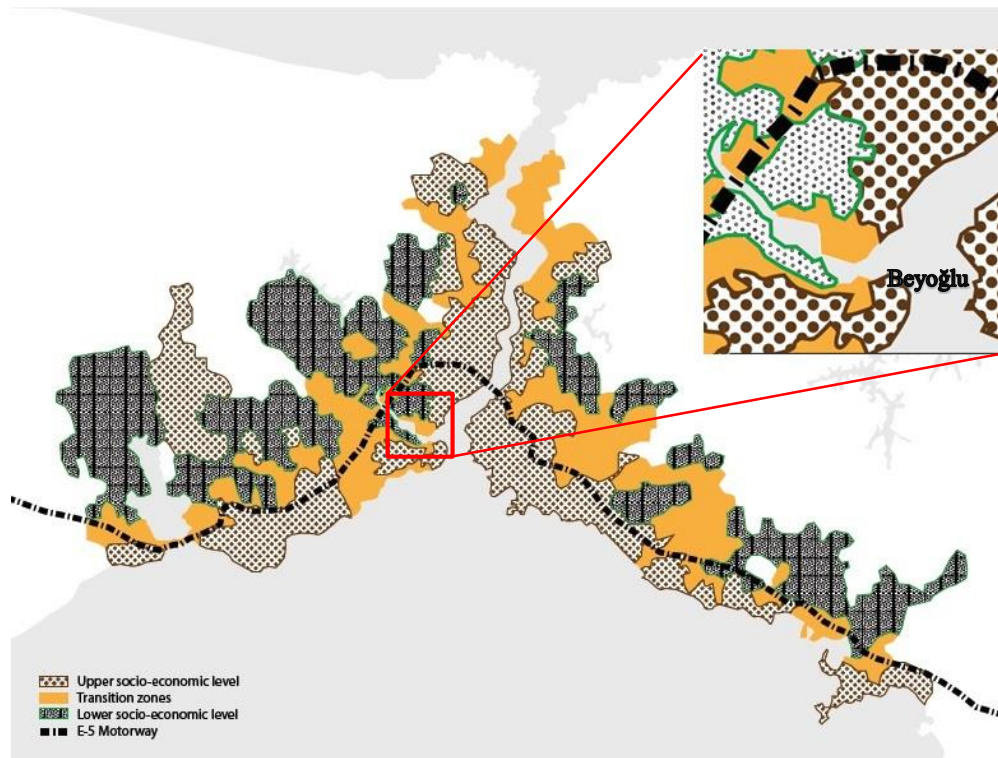 Beyoğlu
Upper socio-economic level
Transition zones
Lower socio-economic level
E-5 Motorway